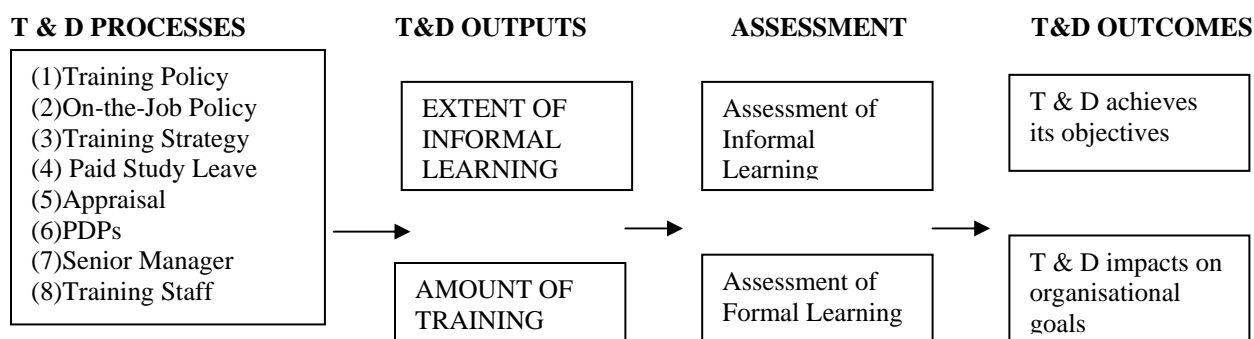 T & D PROCESSES
T&D OUTPUTS
ASSESSMENT
T&D OUTCOMES
(1)Training Policy
(2)On-the-Job Policy
(3)Training Strategy
(4) Paid Study Leave
(5)Appraisal
(6)PDPs
(7)Senior Manager
(8)Training Staff
EXTENT OF
INFORMAL
LEARNING
AMOUNT OF
TRAINING
Assessment of
Informal
Learning
Assessment of
Formal Learning
T & D achieves
its objectives
T & D impacts on
organisational
goals